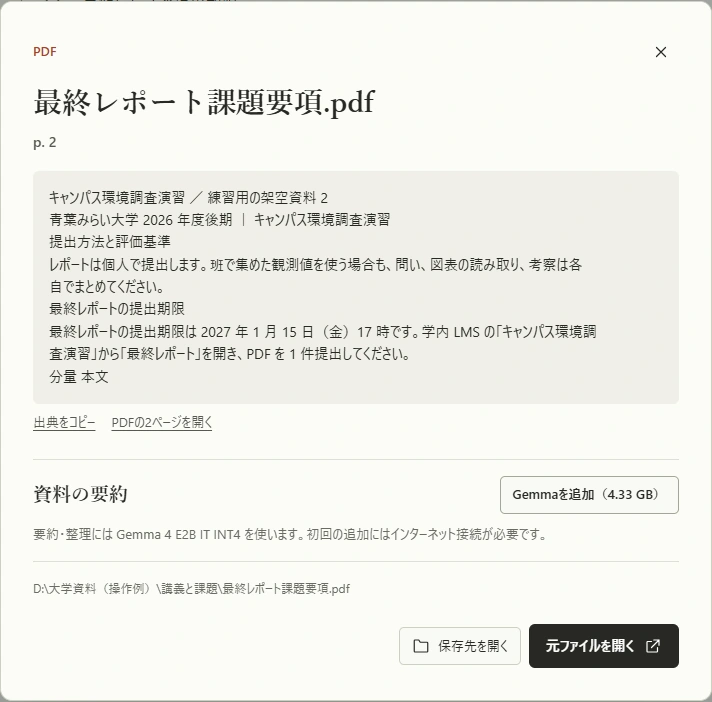 PDF
最終レポート課題要項.pdf
p. 2
キャンパス環境調査演習 ／ 練習用の架空資料 2
青葉みらい大学 2026 年度後期 ｜ キャンパス環境調査演習
提出方法と評価基準
レポートは個人で提出します。班で集めた観測値を使う場合も、問い、図表の読み取り、考察は各
自でまとめてください。
最終レポートの提出期限
最終レポートの提出期限は 2027 年 1 月 15 日（金）17 時です。学内 LMS の「キャンパス環境調
査演習」から「最終レポート」を開き、PDF を 1 件提出してください。
分量 本文
出典をコピー PDFの2ページを開く
資料の要約
Gemmaを追加（4.33 GB）
要約・整理には Gemma 4 E2B IT INT4 を使います。初回の追加にはインターネット接続が必要です。
D:\大学資料（操作例）\講義と課題\最終レポート課題要項.pdf
保存先を開く 元ファイルを開く